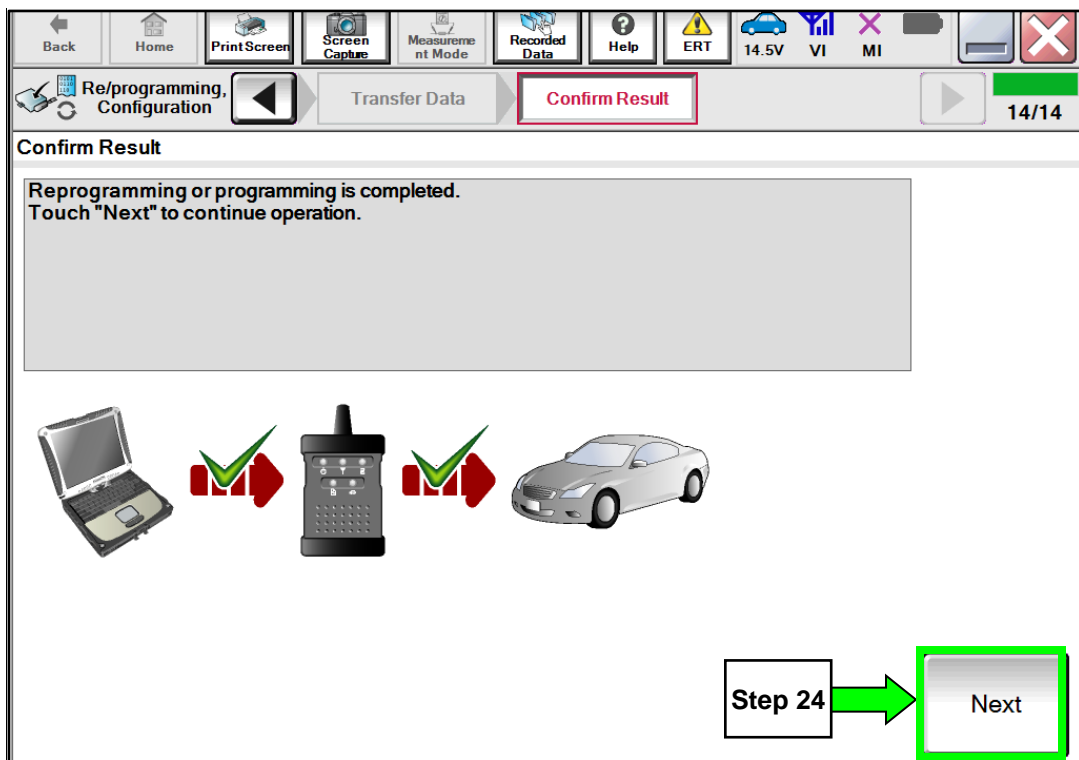 Back
Home
Print Screen
Screen
Capture
Measureme
nt Mode
Recorded
Data
?
Help
ERT
14.5V
VI
MI
Re/programming,
Configuration
Transfer Data
Confirm Result
14/14
Confirm Result
Reprogramming or programming is completed.
Touch "Next" to continue operation.
Step 24
Next